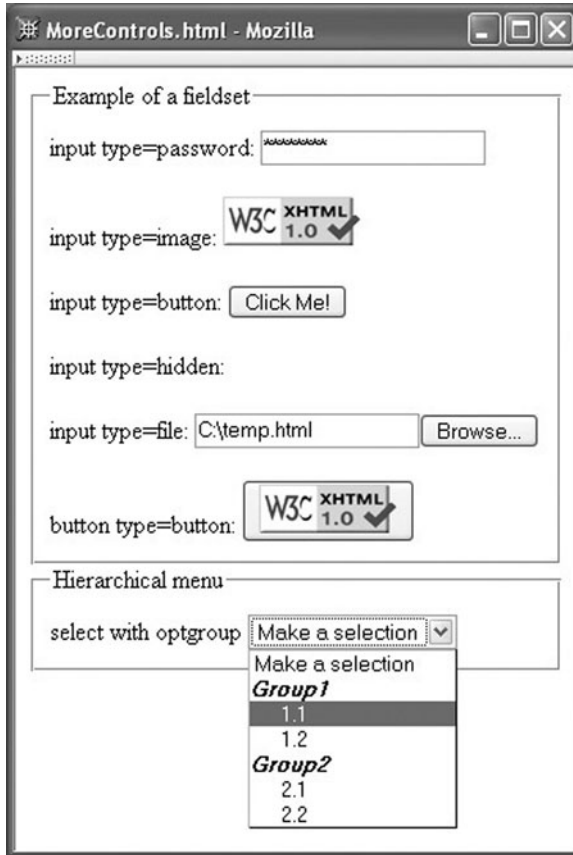 MoreControls.html - Mozilla
Example of a fieldset
input type=password: ********
input type=image: W3C XHTML 1.0
input type=button: Click Me!
input type=hidden:
input type=file: C:\temp.html Browse...
button type=button: W3C XHTML 1.0
Hierarchical menu
select with optgroup Make a selection
Make a selection
Group1
1.1
1.2
Group2
2.1
2.2